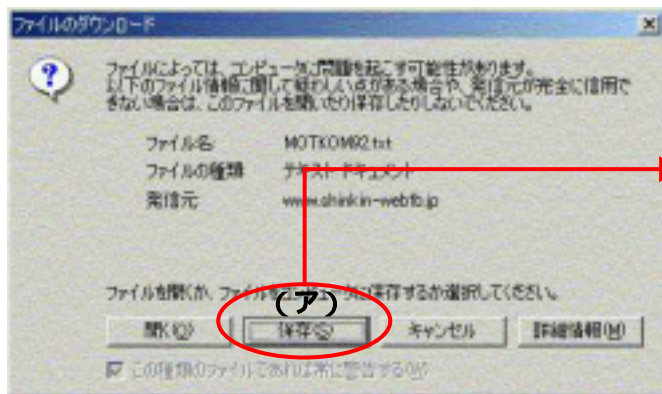 ファイルのダウンロード
ファイルによっては、コンピュータに問題を起こす可能性があります。
以下のファイル情報に関して疑わしい点がある場合や、発信元が完全に信用で
きない場合は、このファイルを開いたり保存したりしないでください。
ファイル名 MOTKOM92.txt
ファイルの種類 テキスト ドキュメント
発信元 www.shinkin-webfb.jp
ファイルを開くか、ファイルをコンピュータに保存するか選択してください。
(ア)
開く(O) 保存(S) キャンセル 詳細情報(M)
この種類のファイルであれば常に警告する(W)